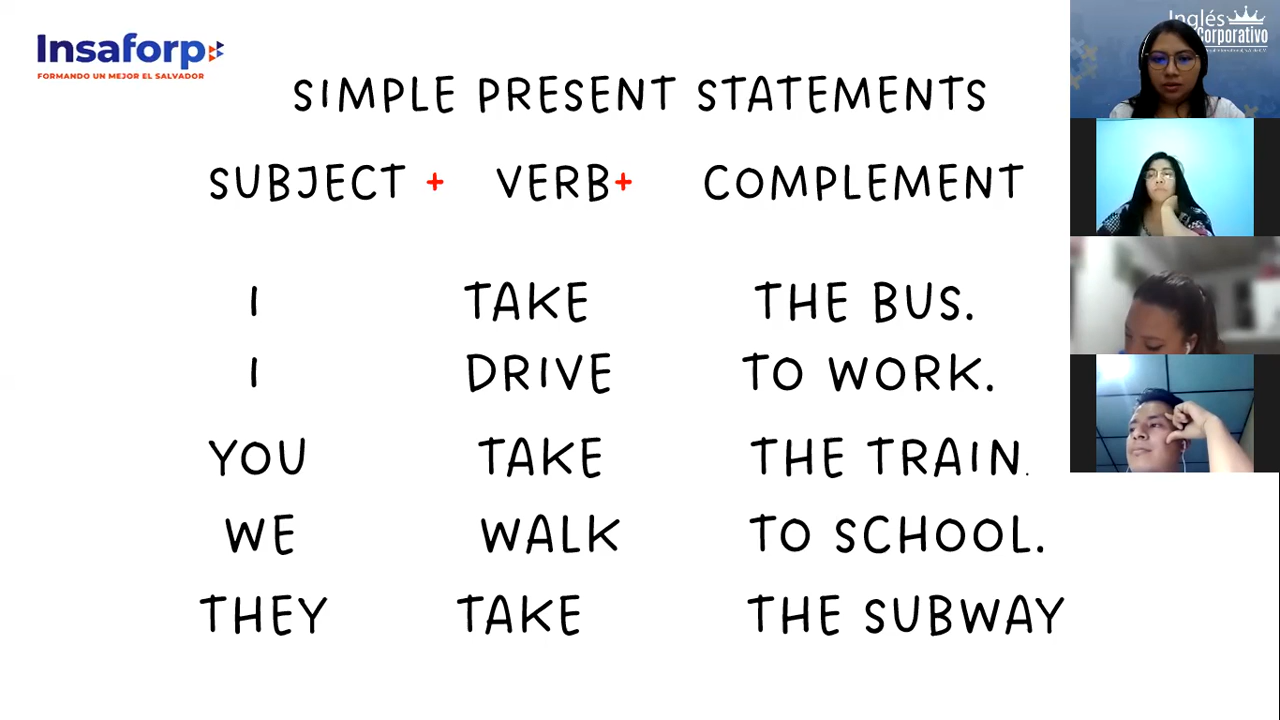 Insaforp
FORMANDO UN MEJOR EL SALVADOR
Inglés
Corporativo
SIMPLE PRESENT STATEMENTS
SUBJECT + VERB+ COMPLEMENT
I TAKE THE BUS.
I DRIVE TO WORK.
YOU TAKE THE TRAIN.
WE WALK TO SCHOOL.
THEY TAKE THE SUBWAY